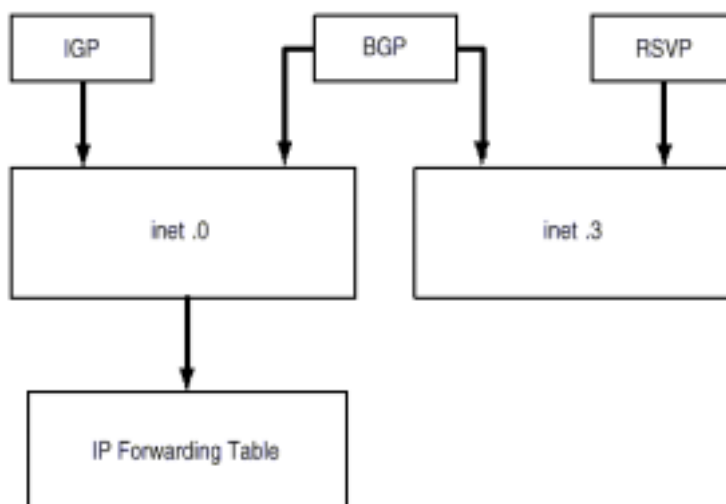 IGP
BGP
RSVP
inet .0
inet .3
IP Forwarding Table